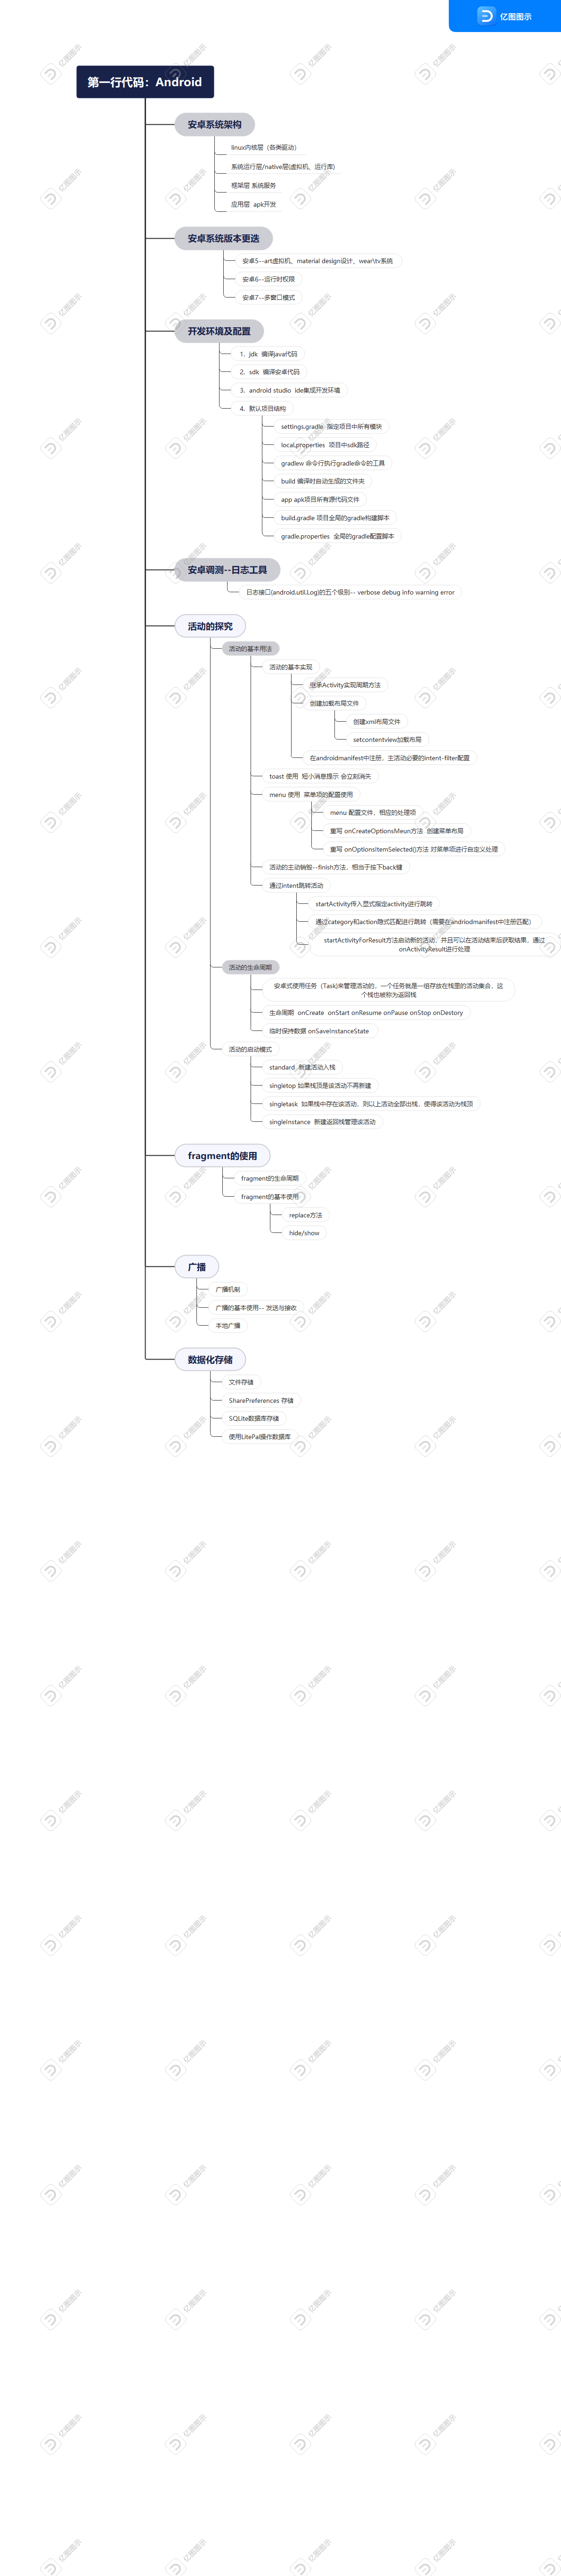 亿图图示
第一行代码：Android
安卓系统架构
linux内核层（各类驱动）
系统运行层/native层(虚拟机、运行库)
框架层 系统服务
应用层 apk开发
安卓系统版本更迭
安卓5--art虚拟机、material design设计、wear\tv系统
安卓6--运行时权限
安卓7--多窗口模式
开发环境及配置
1、jdk 编译java代码
2、sdk 编译安卓代码
3、android studio ide集成开发环境
4、默认项目结构
settings.gradle 指定项目中所有模块
local.properties 项目中sdk路径
gradlew 命令行执行gradle命令的工具
build 编译时自动生成的文件夹
app apk项目所有源代码文件
build.gradle 项目全局的gradle构建脚本
gradle.properties 全局的gradle配置脚本
安卓调测--日志工具
日志接口(android.util.Log)的五个级别-- verbose debug info warning error
活动的探究
活动的基本用法
活动的基本实现
继承Activity实现周期方法
创建加载布局文件
创建xml布局文件
setcontentview加载布局
在androidmanifest中注册，主活动必要的intent-filter配置
toast 使用 短小消息提示 会立刻消失
menu 使用 菜单项的配置使用
menu 配置文件，相应的处理项
重写 onCreateOptionsMeun方法 创建菜单布局
重写 onOptionsItemSelected()方法 对菜单项进行自定义处理
活动的主动销毁--finish方法，相当于按下back键
通过intent跳转活动
startActivity传入显式指定activity进行跳转
通过category和action隐式匹配进行跳转（需要在andriodmanifest中注册匹配）
startActivityForResult方法启动新的活动，并且可以在活动结束后获取结果，通过
onActivityResult进行处理
活动的生命周期
安卓式使用任务（Task)来管理活动的，一个任务就是一组存放在栈里的活动集合，这
个栈也被称为返回栈
生命周期 onCreate onStart onResume onPause onStop onDestory
临时保持数据 onSaveInstanceState
活动的启动模式
standard 新建活动入栈
singletop 如果栈顶是该活动不再新建
singletask 如果栈中存在该活动，则以上活动全部出栈，使得该活动为栈顶
singleInstance 新建返回栈管理该活动
fragment的使用
fragment的生命周期
fragment的基本使用
replace方法
hide/show
广播
广播机制
广播的基本使用-- 发送与接收
本地广播
数据化存储
文件存储
SharePreferences 存储
SQLite数据库存储
使用LitePal操作数据库